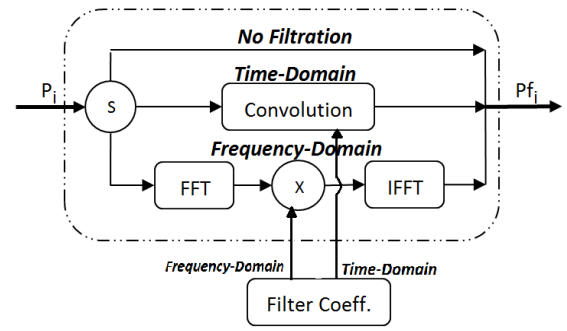 No Filtration
Time-Domain
Pi
S
Convolution
Pfi
Frequency-Domain
FFT
X
IFFT
Frequency-Domain
Time-Domain
Filter Coeff.